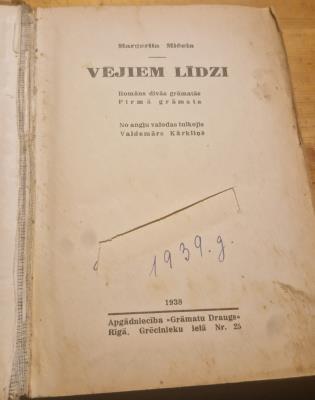 Margerita Mičela
VĒJIEM LĪDZI
Romāns divās grāmatās
Pirmā grāmata
No angļu valodas tulkojis
Valdemārs Kārkliņš
1939. g.
1938
Apgādniecība «Grāmatu Draugs»
Rīgā, Grēcinieku ielā Nr. 25